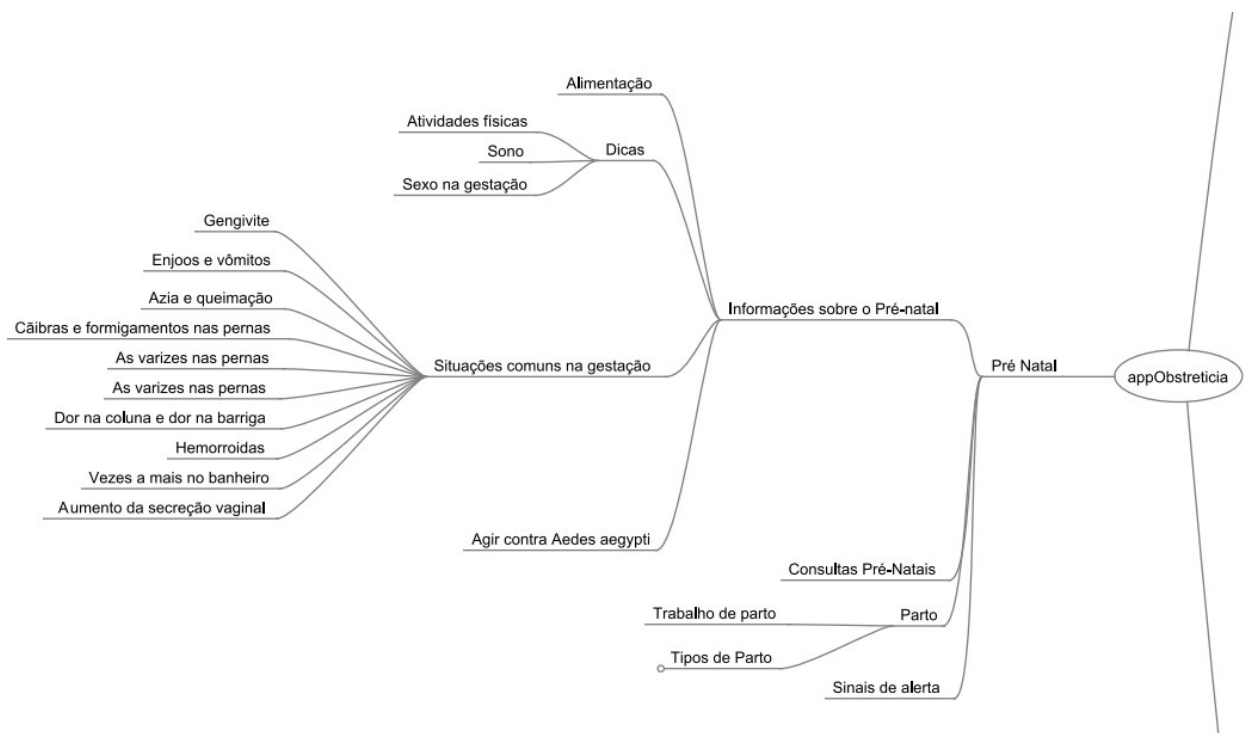 Alimentação
Atividades físicas
Sono
Dicas
Sexo na gestação
Gengivite
Enjoos e vômitos
Azia e queimação
Cãibras e formigamentos nas pernas
As varizes nas pernas
As varizes nas pernas
Dor na coluna e dor na barriga
Hemorroidas
Vezes a mais no banheiro
Aumento da secreção vaginal
Situações comuns na gestação
Agir contra Aedes aegypti
Informações sobre o Pré-natal
Consultas Pré-Natais
Trabalho de parto
Tipos de Parto
Parto
Sinais de alerta
Pré Natal
appObstreticia